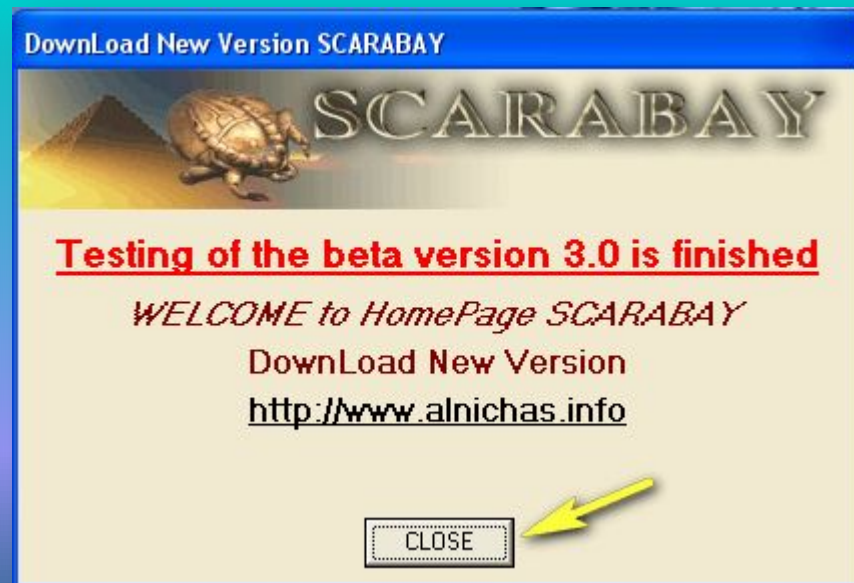 DownLoad New Version SCARABAY
SCARABAY
Testing of the beta version 3.0 is finished
WELCOME to HomePage SCARABAY
DownLoad New Version
http://www.alnichas.info
CLOSE